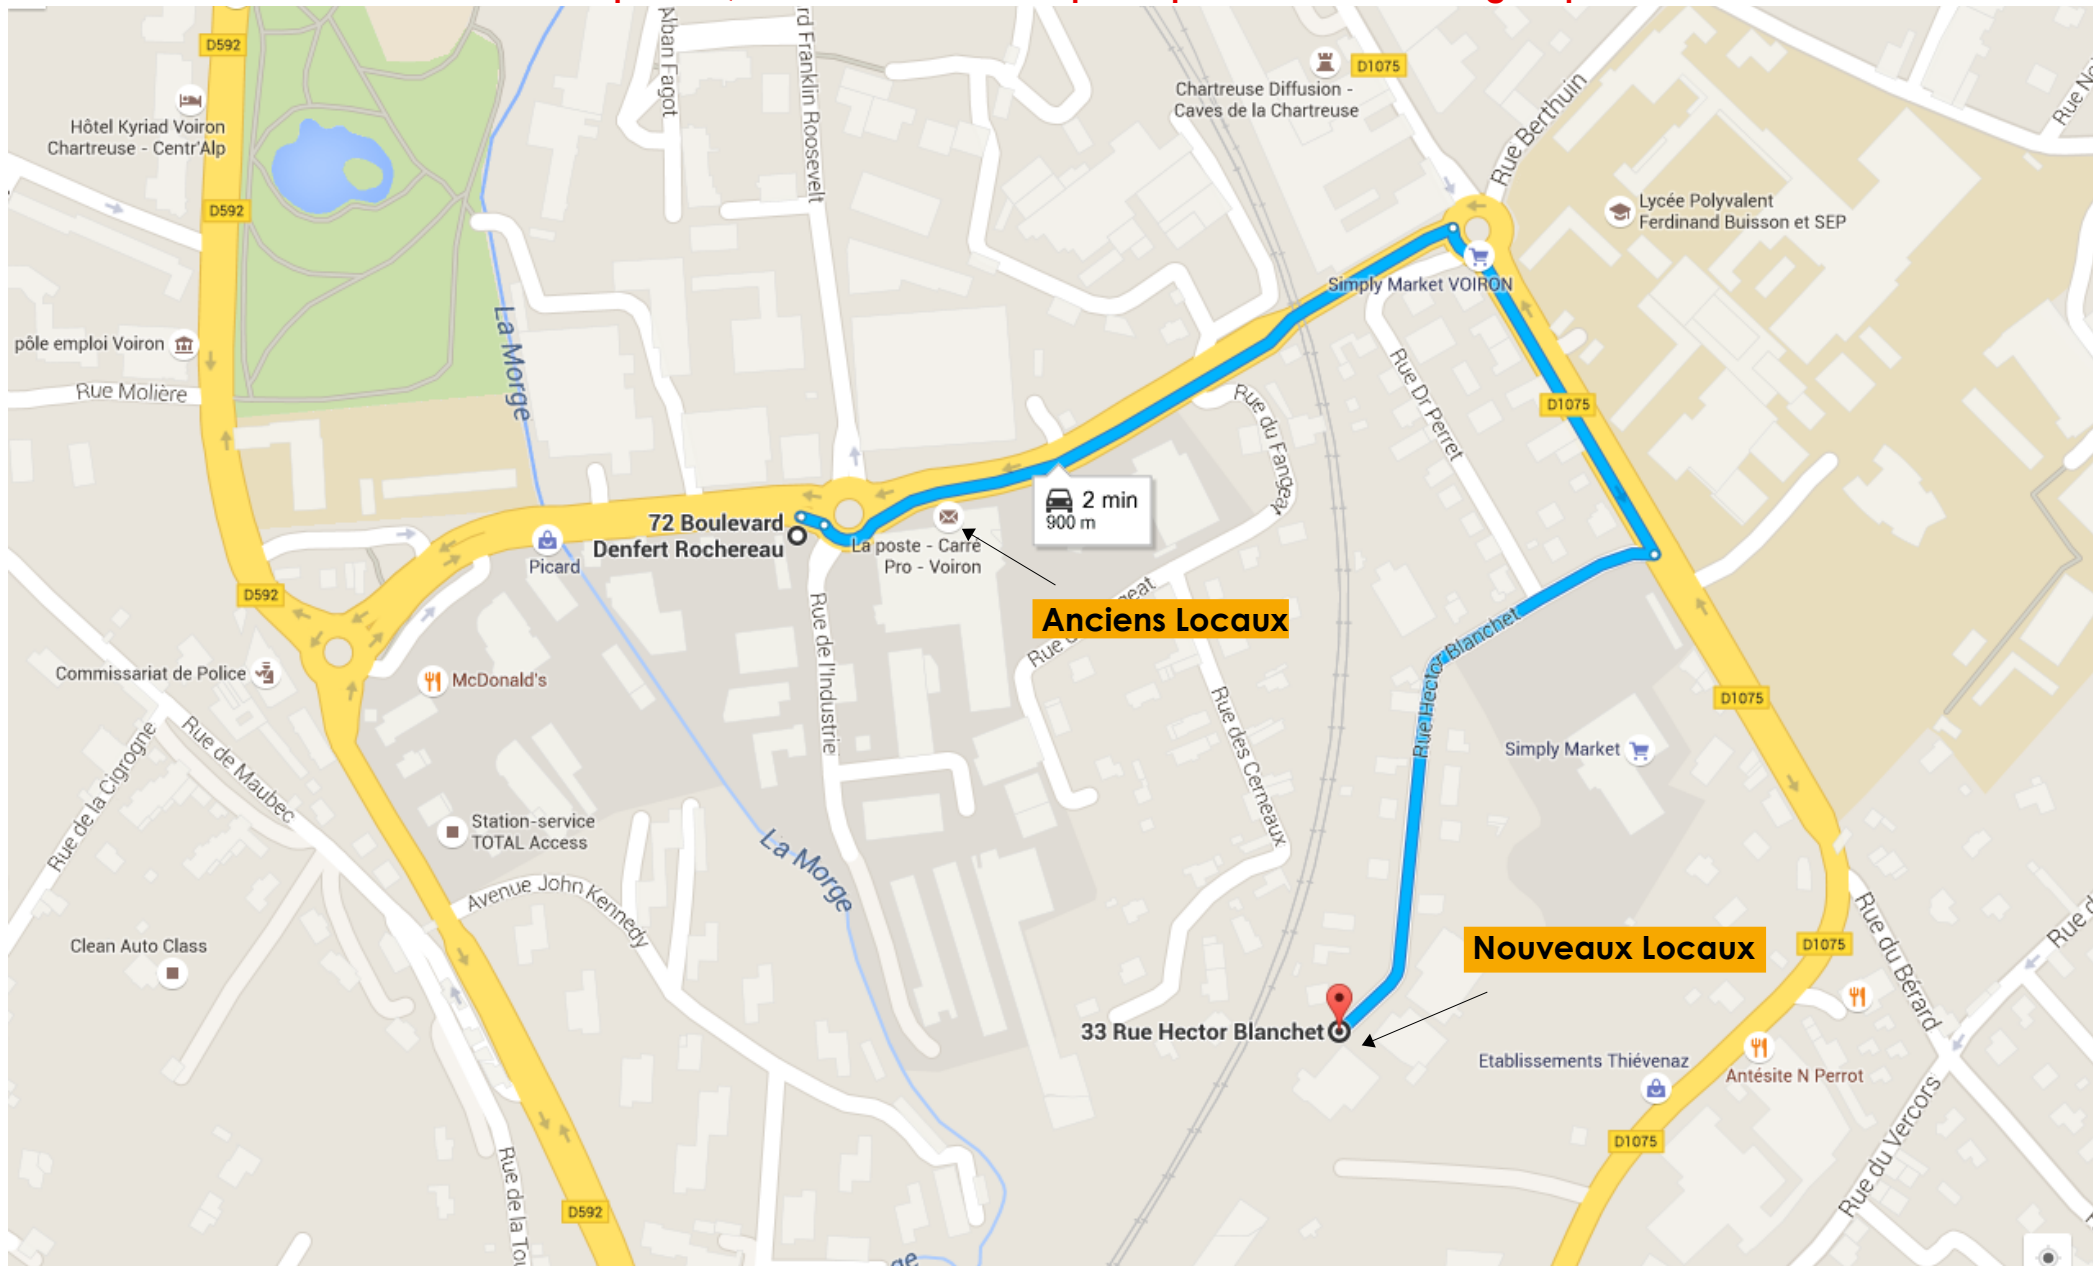 D592
Alban Fagot
rd Franklin Roosevelt
D1075
Chartreuse Diffusion -
Caves de la Chartreuse
Rue Berthuin
Hôtel Kyriad Voiron
Chartreuse - Centr'Alp
D592
Lycée Polyvalent
Ferdinand Buisson et SEP
Simply Market VOIRON
La Morge
pôle emploi Voiron
Rue Molière
Rue Dr Perret
D1075
Rue du Fangeat
2 min
900 m
72 Boulevard
Denfert Rochereau
La poste - Carré
Pro - Voiron
Picard
D592
Anciens Locaux
Rue de l'Industrie
Rue Hector Blanchet
Commissariat de Police
McDonald's
D1075
Rue de la Cigrogne
Rue de Maubec
Rue des Cerneaux
Rue Hector Blanchet
Simply Market
Station-service
TOTAL Access
La Morge
Avenue John Kennedy
Clean Auto Class
Nouveaux Locaux
D1075
Rue du Bérard
33 Rue Hector Blanchet
Etablissements Thiévenaz
Antésite N Perrot
D1075
Rue du Vercors
Rue de la Tou
D592